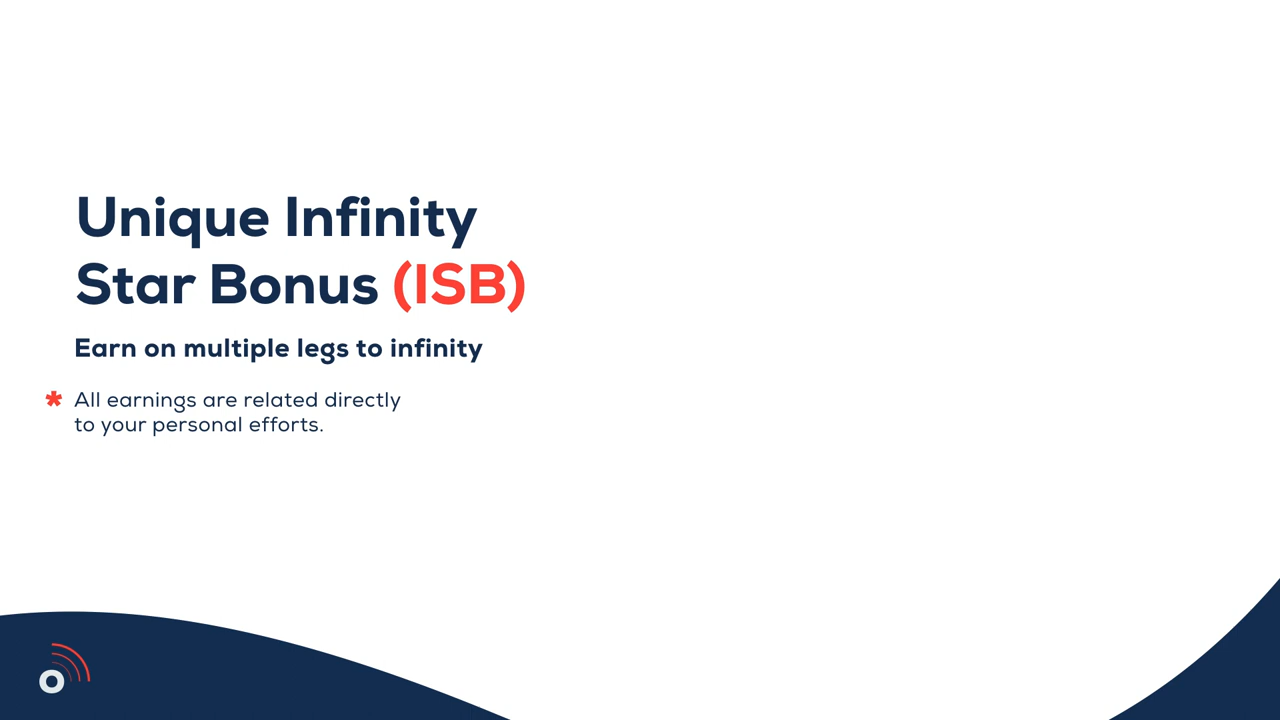 Unique Infinity
Star Bonus (ISB)
Earn on multiple legs to infinity
* All earnings are related directly
to your personal efforts.